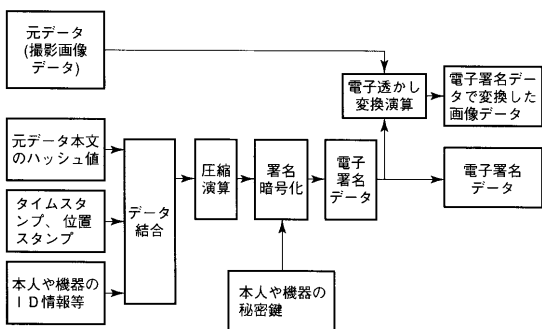 元データ
(撮影画像
データ)
電子透かし
変換演算
電子署名デー
タで変換した
画像データ
元データ本文
のハッシュ値
タイムスタ
ンプ、位置
スタンプ
本人や機器の
ID情報等
データ
結合
圧縮
演算
署名
暗号化
電子
署名
データ
電子署名
データ
本人や機器の
秘密鍵